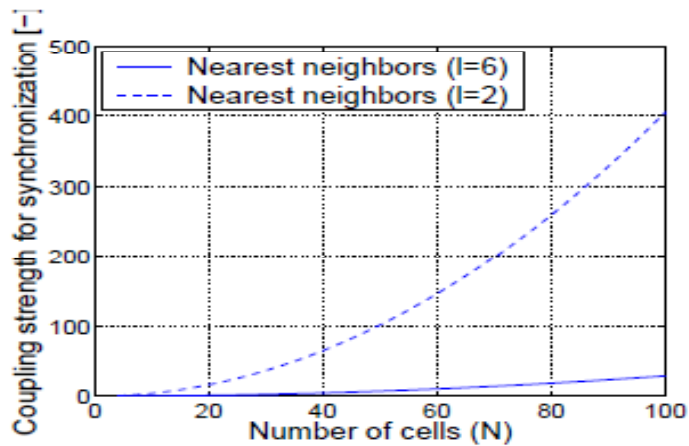 Coupling strength for synchronization [-]
500
400
300
200
100
0
Nearest neighbors (l=6)
Nearest neighbors (l=2)
0 20 40 60 80 100
Number of cells (N)